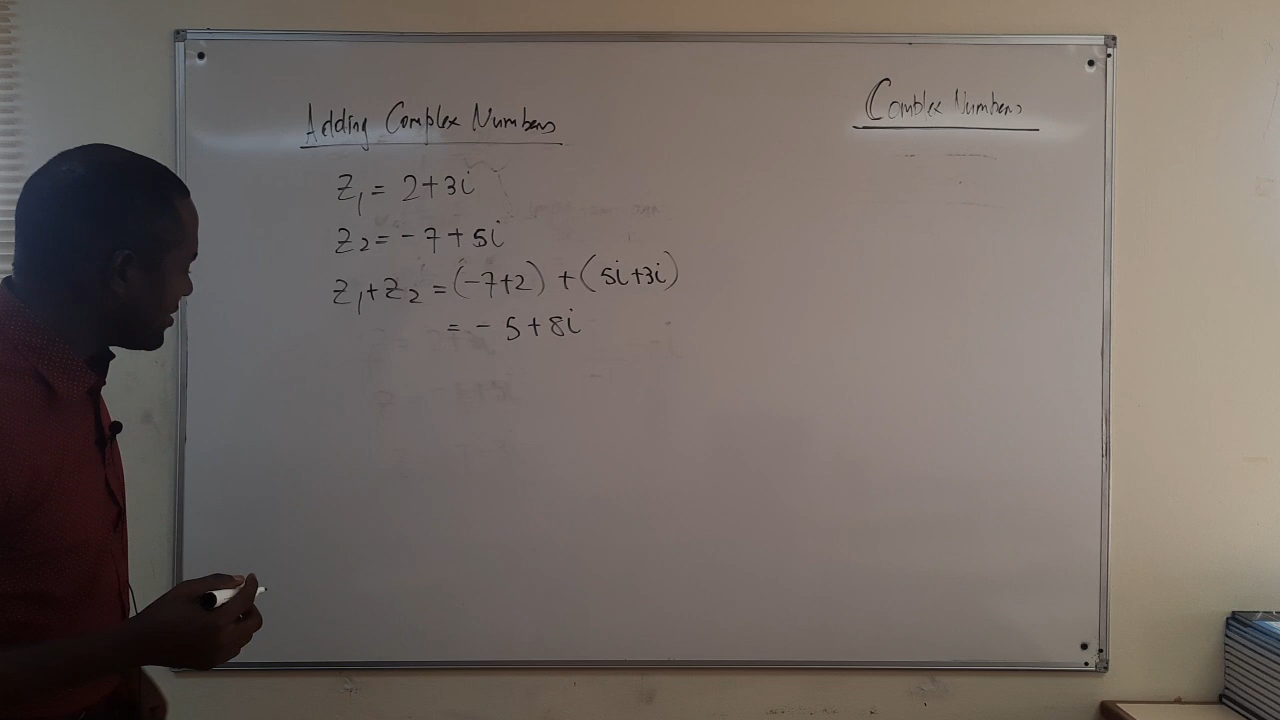 Adding Complex Numbers
Z₁ = 2+3i
Z₂ = -7+5i
Z₁+Z₂ = (-7+2) + (5i+3i)
= -5+8i
Complex Numbers